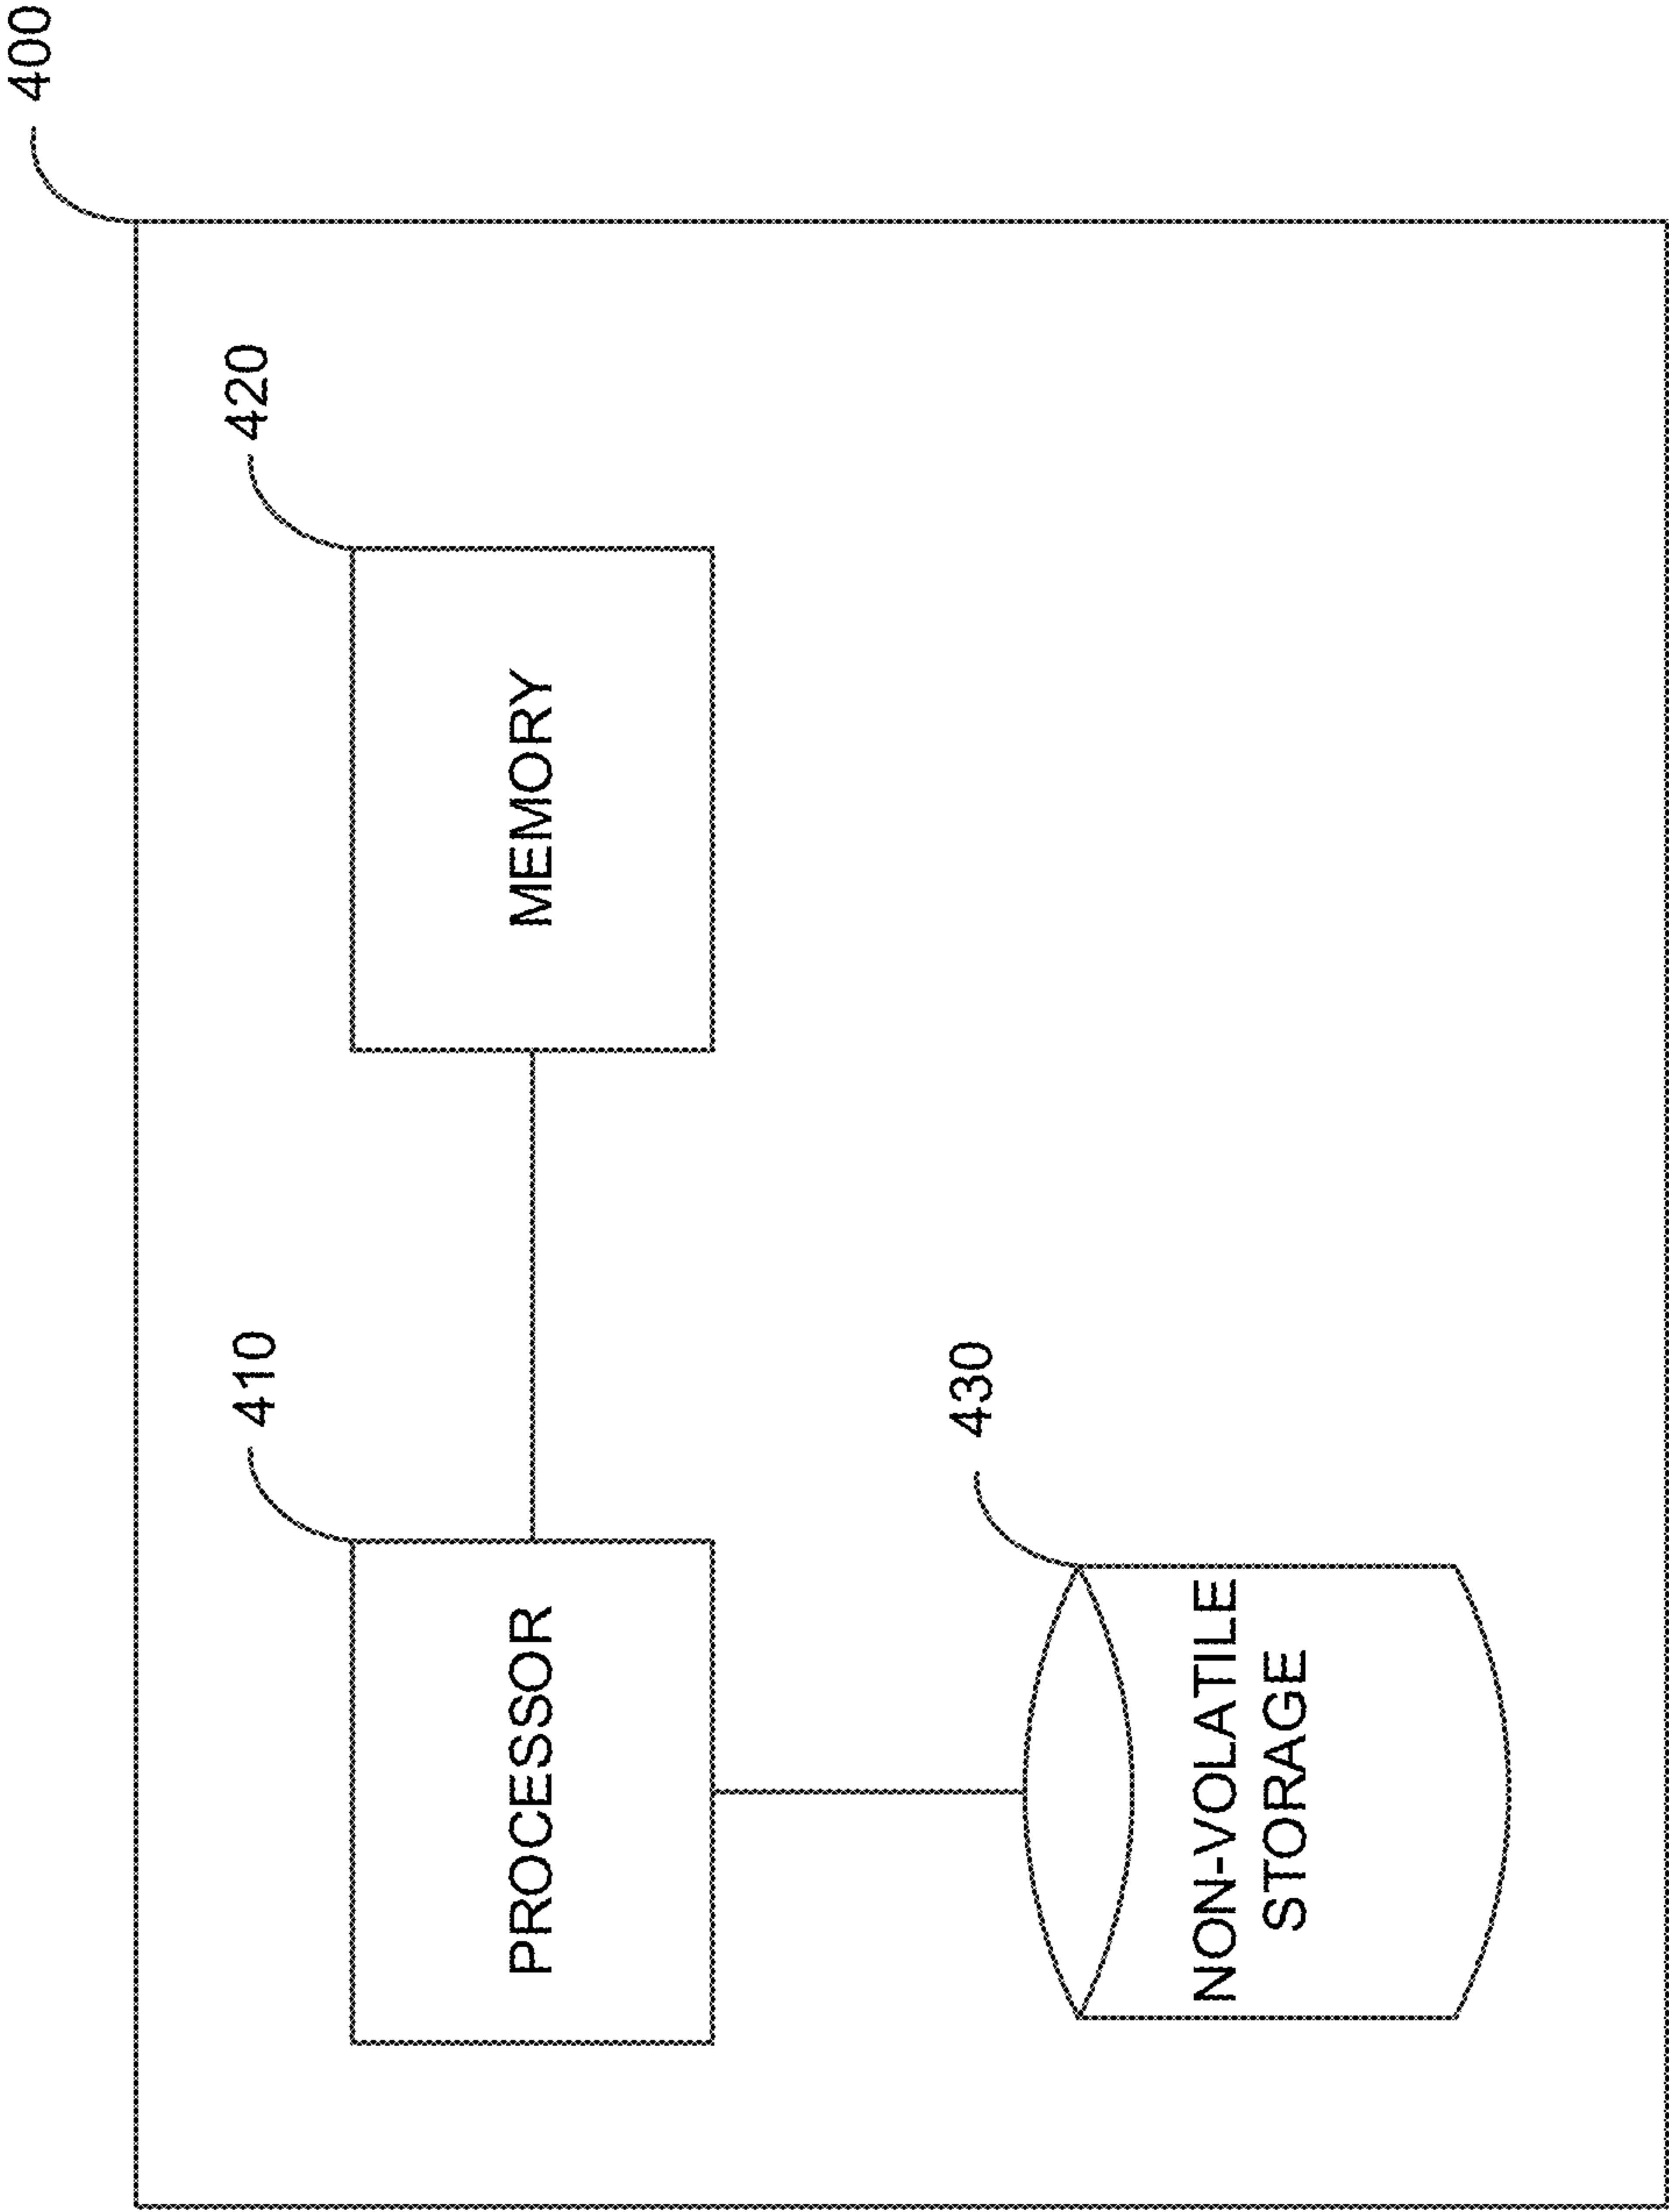 400
410
420
PROCESSOR
MEMORY
430
NON-VOLATILE
STORAGE